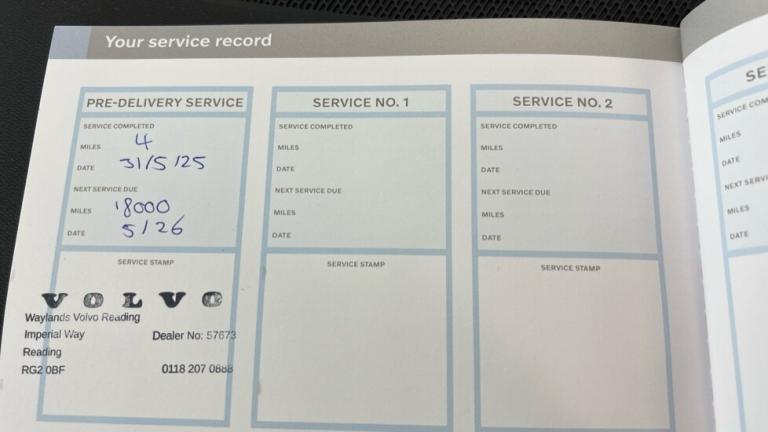 Your service record
PRE-DELIVERY SERVICE
SERVICE COMPLETED
MILES 4
DATE 31/5/25
NEXT SERVICE DUE
MILES 18000
DATE 5/26
SERVICE STAMP
VOLVO
Waylands Volvo Reading
Imperial Way Dealer No: 57673
Reading
RG2 0BF 0118 207 0888
SERVICE NO. 1
SERVICE COMPLETED
MILES
DATE
NEXT SERVICE DUE
MILES
DATE
SERVICE STAMP
SERVICE NO. 2
SERVICE COMPLETED
MILES
DATE
NEXT SERVICE DUE
MILES
DATE
SERVICE STAMP
SE
SERVICE COM
MILES
DATE
NEXT SERVI
MILES
DATE